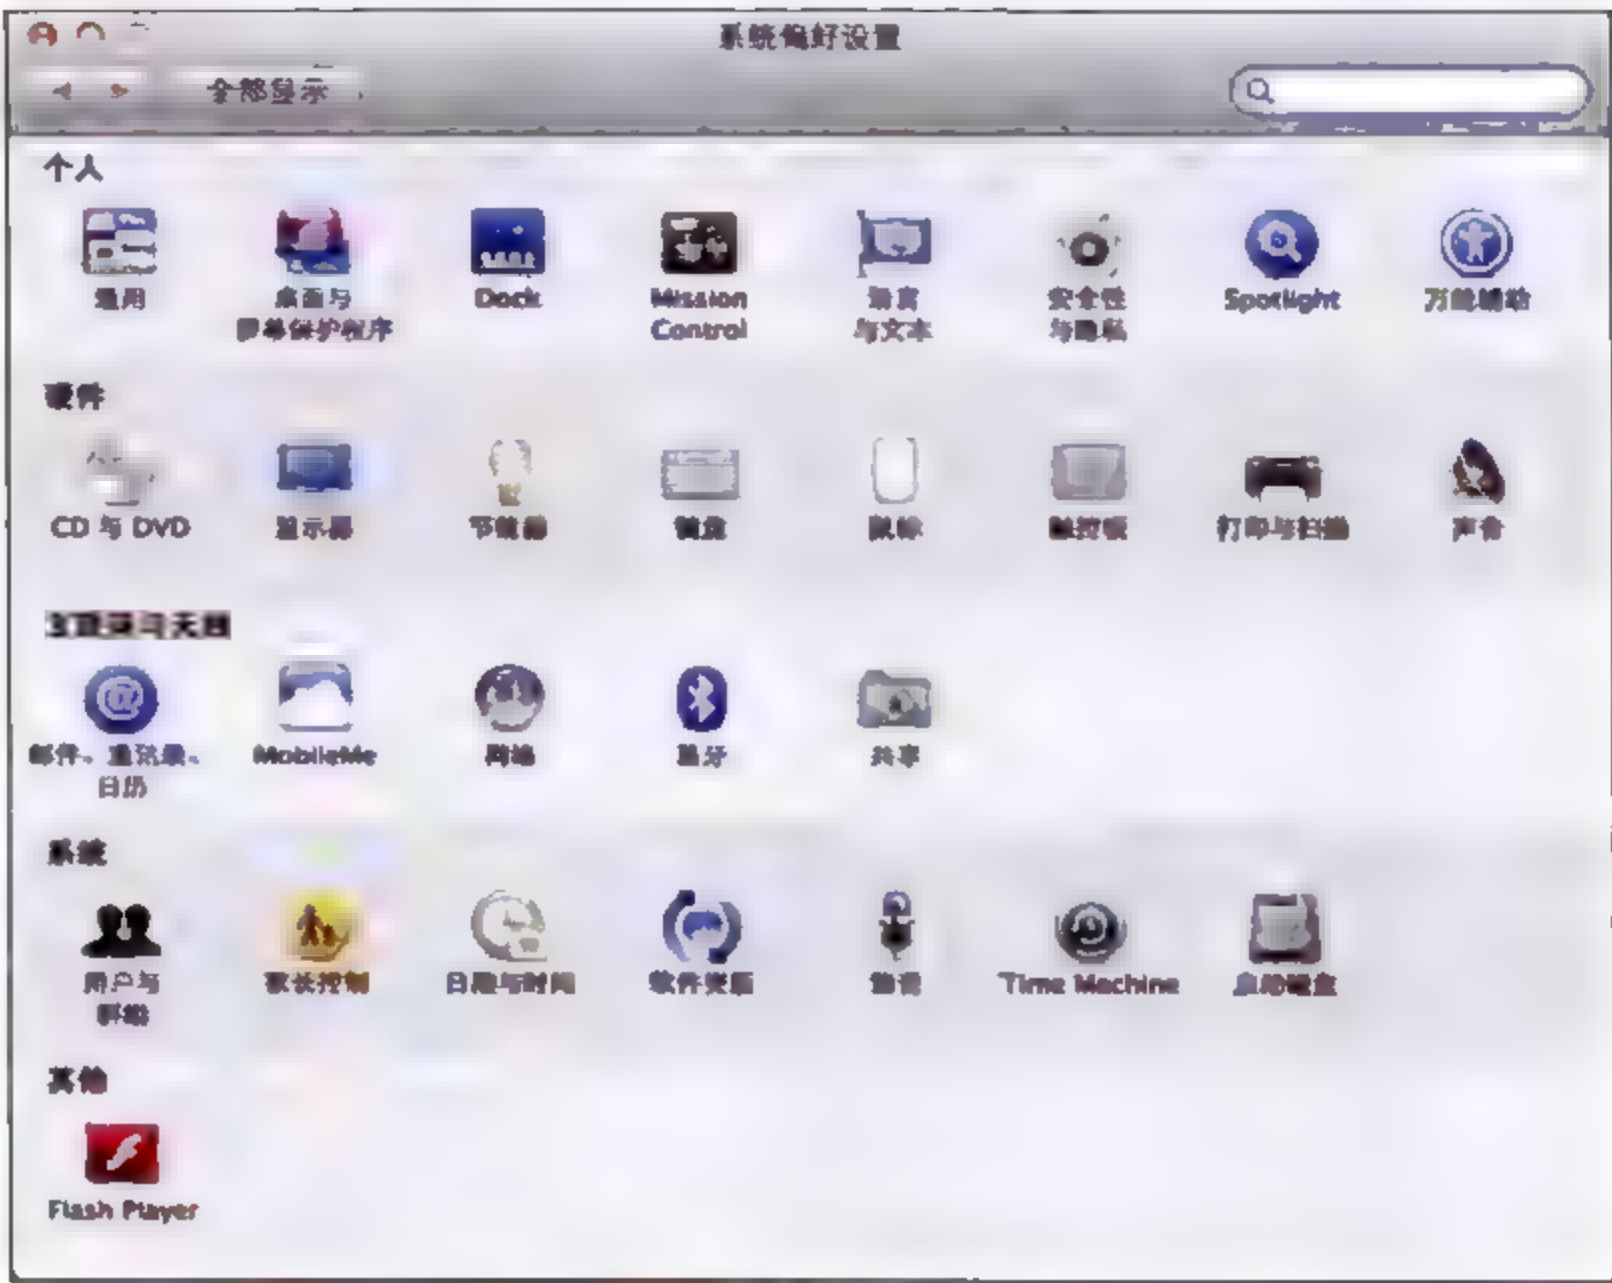 系统偏好设置
全部显示
个人
通用
桌面与
屏幕保护程序
Dock
Mission
Control
语言
与文本
安全性
与隐私
Spotlight
万能辅助
硬件
CD 与 DVD
显示器
节能器
键盘
鼠标
触控板
打印与扫描
声音
邮件、通讯录、
日历
MobileMe
网络
蓝牙
共享
系统
用户与
群组
家长控制
日期与时间
软件更新
Time Machine
启动磁盘
其他
Flash Player